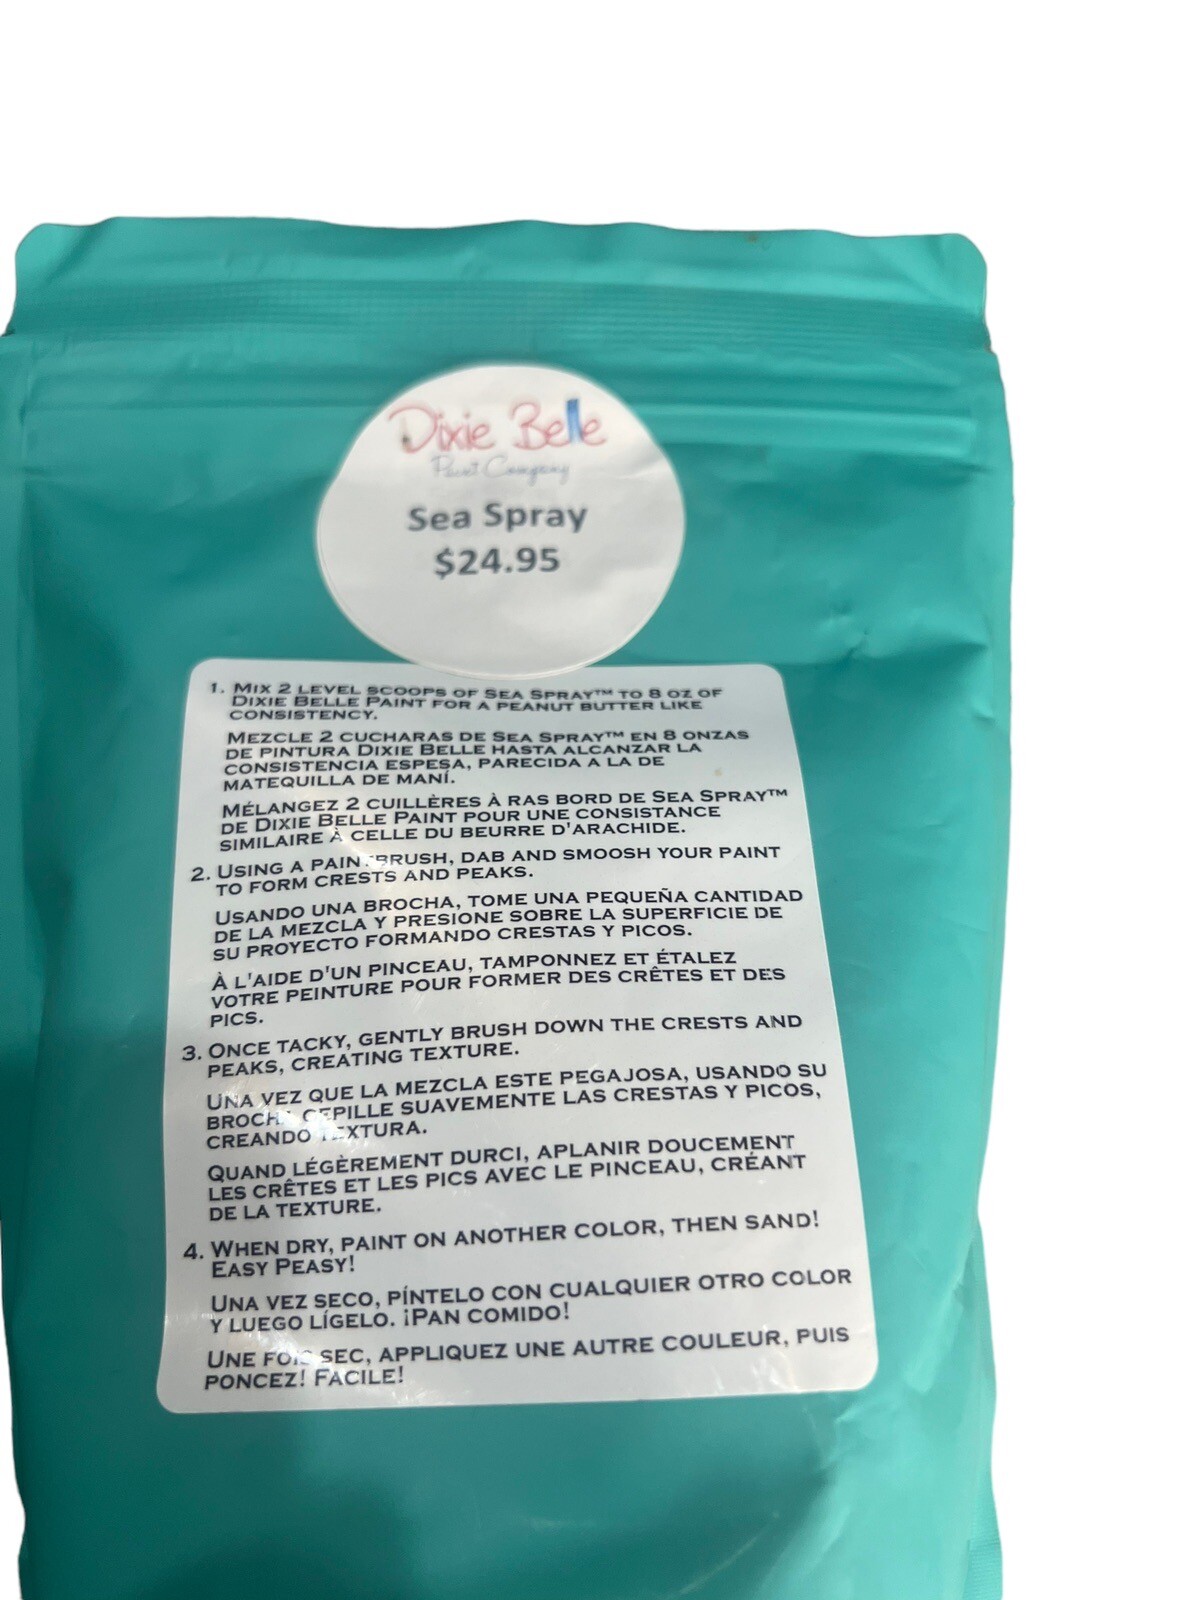 Dixie Belle
Paint Company
Sea Spray
$24.95
1. MIX 2 LEVEL SCOOPS OF SEA SPRAY™ TO 8 OZ OF
DIXIE BELLE PAINT FOR A PEANUT BUTTER LIKE
CONSISTENCY.
MEZCLE 2 CUCHARAS DE SEA SPRAY™ EN 8 ONZAS
DE PINTURA DIXIE BELLE HASTA ALCANZAR LA
CONSISTENCIA ESPESA, PARECIDA A LA DE
MATEQUILLA DE MANÍ.
MÉLANGEZ 2 CUILLÈRES À RAS BORD DE SEA SPRAY™
DE DIXIE BELLE PAINT POUR UNE CONSISTANCE
SIMILAIRE À CELLE DU BEURRE D'ARACHIDE.
2. USING A PAINTBRUSH, DAB AND SMOOSH YOUR PAINT
TO FORM CRESTS AND PEAKS.
USANDO UNA BROCHA, TOME UNA PEQUEÑA CANTIDAD
DE LA MEZCLA Y PRESIONE SOBRE LA SUPERFICIE DE
SU PROYECTO FORMANDO CRESTAS Y PICOS.
À L'AIDE D'UN PINCEAU, TAMPONNEZ ET ÉTALEZ
VOTRE PEINTURE POUR FORMER DES CRÊTES ET DES
PICS.
3. ONCE TACKY, GENTLY BRUSH DOWN THE CRESTS AND
PEAKS, CREATING TEXTURE.
UNA VEZ QUE LA MEZCLA ESTE PEGAJOSA, USANDO SU
BROCHA CEPILLE SUAVEMENTE LAS CRESTAS Y PICOS,
CREANDO TEXTURA.
QUAND LÉGÈREMENT DURCI, APLANIR DOUCEMENT
LES CRÊTES ET LES PICS AVEC LE PINCEAU, CRÉANT
DE LA TEXTURE.
4. WHEN DRY, PAINT ON ANOTHER COLOR, THEN SAND!
EASY PEASY!
UNA VEZ SECO, PÍNTELO CON CUALQUIER OTRO COLOR
Y LUEGO LÍGELO. ¡PAN COMIDO!
UNE FOIS SEC, APPLIQUEZ UNE AUTRE COULEUR, PUIS
PONCEZ! FACILE!